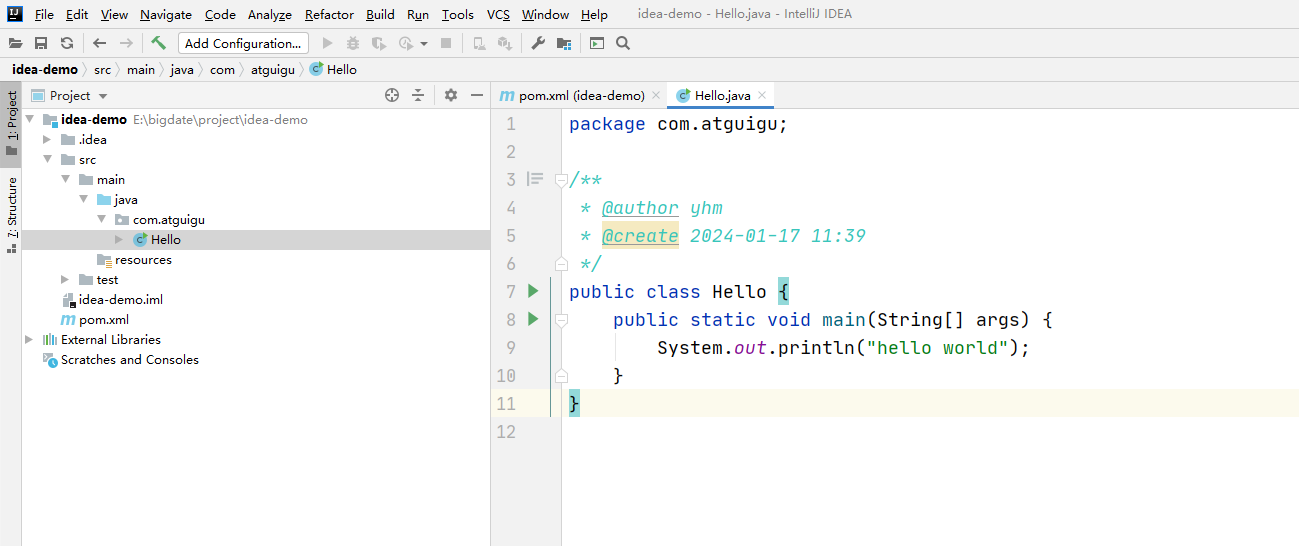 IJ File Edit View Navigate Code Analyze Refactor Build Run Tools VCS Window Help idea-demo - Hello.java - IntelliJ IDEA
Add Configuration...
idea-demo src main java com atguigu C Hello
1: Project
7: Structure
Project
idea-demo E:\bigdate\project\idea-demo
.idea
src
main
java
com.atguigu
C Hello
resources
test
idea-demo.iml
m pom.xml
External Libraries
Scratches and Consoles
m pom.xml (idea-demo) C Hello.java
1 package com.atguigu;
2
3 /**
4 * @author yhm
5 * @create 2024-01-17 11:39
6 */
7 public class Hello {
8 public static void main(String[] args) {
9 System.out.println("hello world");
10 }
11 }
12